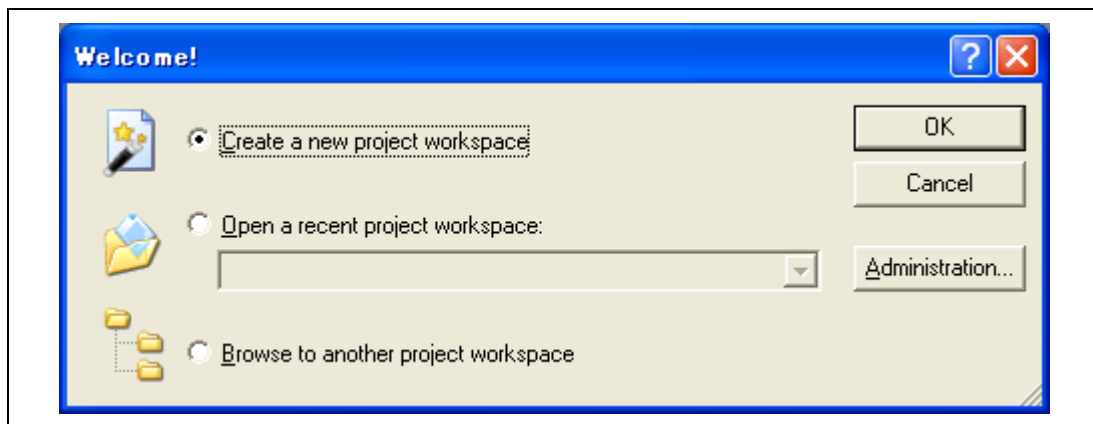 Welcome!
Create a new project workspace
OK
Cancel
Open a recent project workspace:
Administration...
Browse to another project workspace